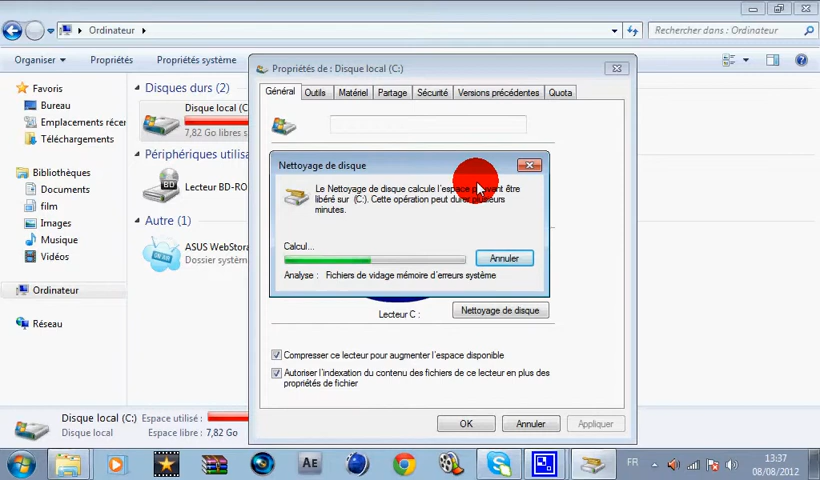 Ordinateur
Rechercher dans : Ordinateur
Organiser
Propriétés
Propriétés système
Favoris
Bureau
Emplacements récen
Téléchargements
Bibliothèques
Documents
film
Images
Musique
Vidéos
Ordinateur
Réseau
Disques durs (2)
Disque local (C
7,82 Go libres s
Périphériques utilisa
Lecteur BD-RO
Autre (1)
ASUS WebStora
Dossier systèm
Propriétés de : Disque local (C:)
Général
Outils
Matériel
Partage
Sécurité
Versions précédentes
Quota
Nettoyage de disque
Le Nettoyage de disque calcule l'espace peuvent être
libéré sur (C:). Cette opération peut durer plusieurs
minutes.
Calcul...
Annuler
Analyse : Fichiers de vidage mémoire d'erreurs système
Lecteur C :
Nettoyage de disque
Compresser ce lecteur pour augmenter l'espace disponible
Autoriser l'indexation du contenu des fichiers de ce lecteur en plus des
propriétés de fichier
OK
Annuler
Appliquer
Disque local (C:)
Espace utilisé :
Disque local
Espace libre : 7,82 Go
Ae
FR
13:37
08/08/2012